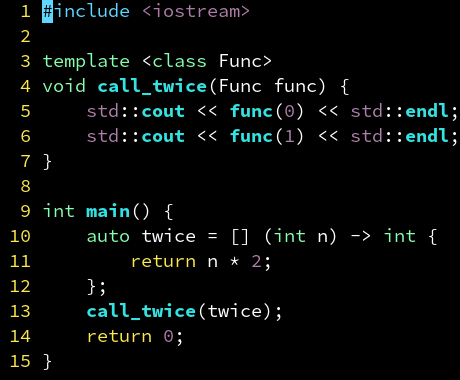 1 #include <iostream>
2
3 template <class Func>
4 void call_twice(Func func) {
5     std::cout << func(0) << std::endl;
6     std::cout << func(1) << std::endl;
7 }
8
9 int main() {
10     auto twice = [] (int n) -> int {
11         return n * 2;
12     };
13     call_twice(twice);
14     return 0;
15 }